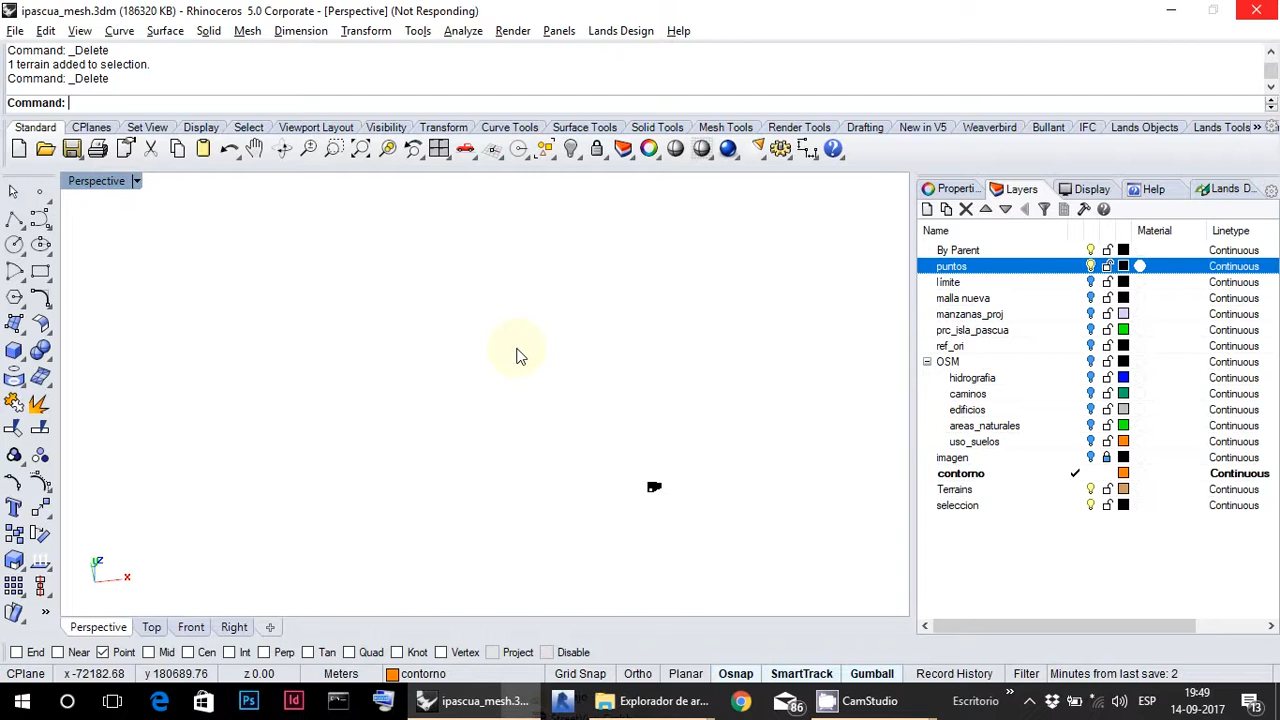 ipascua_mesh.3dm (186320 KB) - Rhinoceros 5.0 Corporate - [Perspective] (Not Responding)
File Edit View Curve Surface Solid Mesh Dimension Transform Tools Analyze Render Panels Lands Design Help
Command: _Delete
1 terrain added to selection.
Command: _Delete
Command:
Standard CPlanes Set View Display Select Viewport Layout Visibility Transform Curve Tools Surface Tools Solid Tools Mesh Tools Render Tools Drafting New in V5 Weaverbird Bullant IFC Lands Objects Lands Tools
Perspective
Properti... Layers Display Help Lands D...
Name Material Linetype
By Parent Continuous
puntos Continuous
límite Continuous
malla nueva Continuous
manzanas_proj Continuous
prc_isla_pascua Continuous
ref_ori Continuous
OSM Continuous
hidrografia Continuous
caminos Continuous
edificios Continuous
areas_naturales Continuous
uso_suelos Continuous
imagen Continuous
contorno Continuous
Terrains Continuous
seleccion Continuous
y z
x
Perspective Top Front Right
End Near Point Mid Cen Int Perp Tan Quad Knot Vertex Project Disable
CPlane x -72182.68 y 180689.76 z 0.00 Meters contorno Grid Snap Ortho Planar Osnap SmartTrack Gumball Record History Filter Minutes from last save: 2
Ps Id ipascua_mesh.3d... Explorador de ar... 86 CamStudio Escritorio ESP 19:49
14-09-2017 13